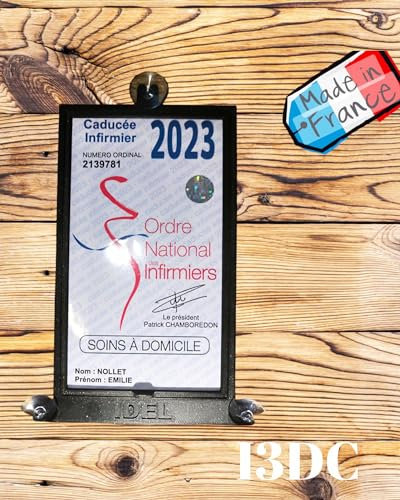 Caducée
Infirmier
2023
NUMERO ORDINAL
2139781
Ordre
National
des
Infirmiers
Le président
Patrick CHAMBOREDON
SOINS À DOMICILE
Nom : NOLLET
Prénom : EMILIE
IDEL
Made in
France
I3DC